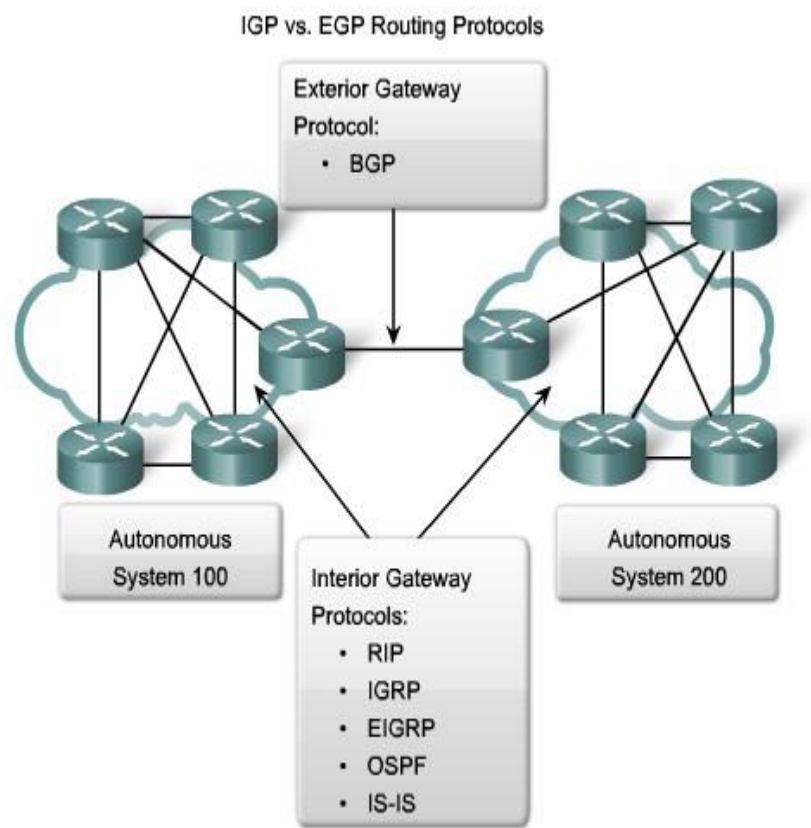 IGP vs. EGP Routing Protocols
Exterior Gateway
Protocol:
• BGP
Autonomous
System 100
Autonomous
System 200
Interior Gateway
Protocols:
• RIP
• IGRP
• EIGRP
• OSPF
• IS-IS